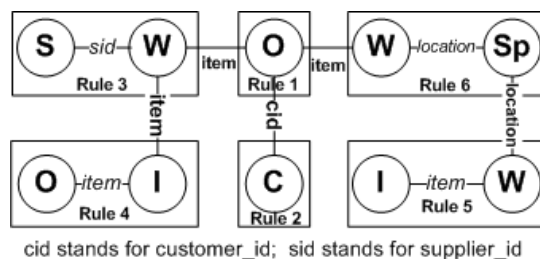 S sid W item O item W location Sp
Rule 3 Rule 1 Rule 6
item cid location
O item I C I item W
Rule 4 Rule 2 Rule 5
cid stands for customer_id; sid stands for supplier_id